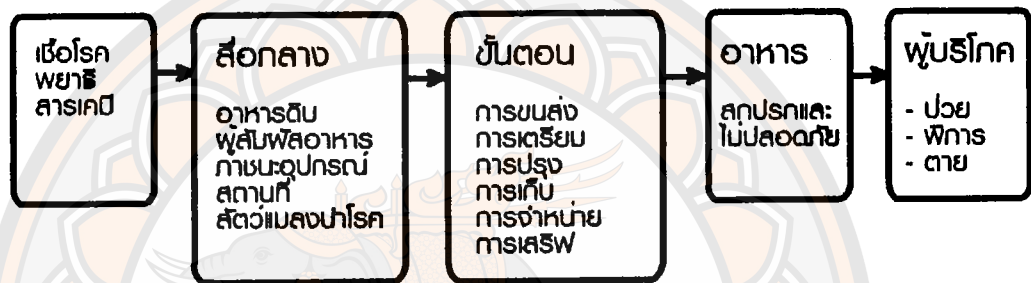 เชื้อโรค
พยาธิ
สารเคมี
สื่อกลาง
อาหารดิบ
ผู้สัมผัสอาหาร
ภาชนะอุปกรณ์
สถานที่
สัตว์แมลงนำโรค
ขั้นตอน
การขนส่ง
การเตรียม
การปรุง
การเก็บ
การจำหน่าย
การเสริฟ
อาหาร
สกปรกและ
ไม่ปลอดภัย
ผู้บริโภค
- ป่วย
- พิการ
- ตาย